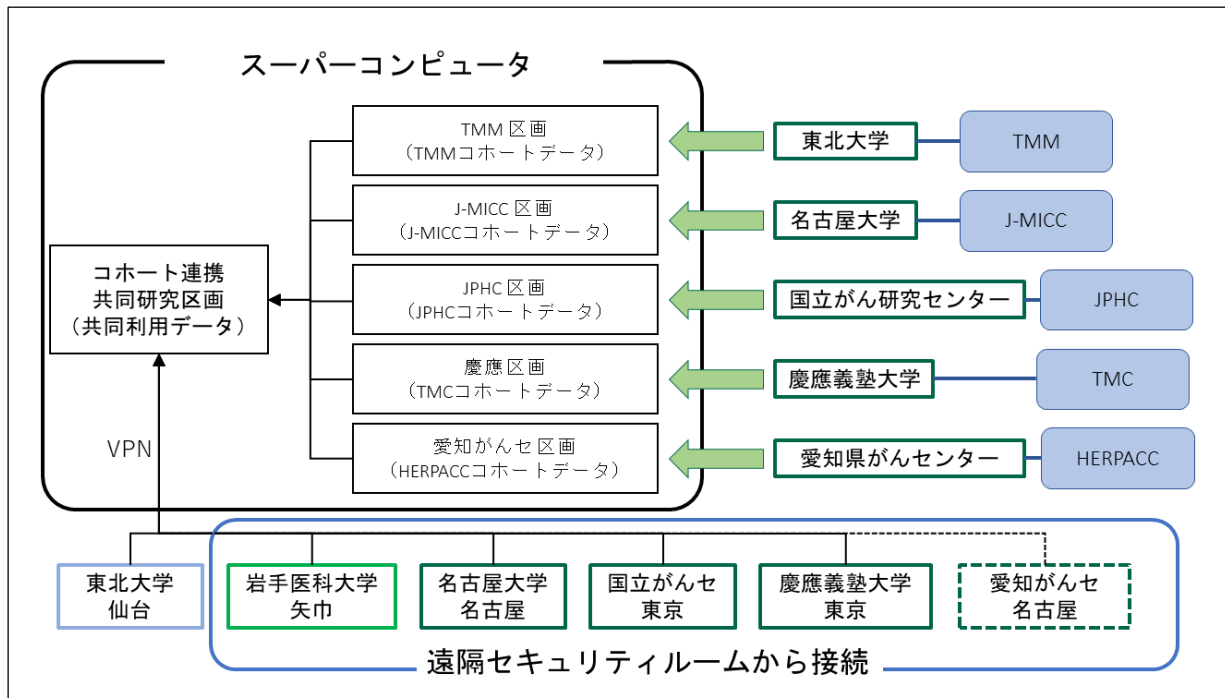 スーパーコンピュータ
TMM 区画
（TMMコホートデータ）
東北大学
TMM
J-MICC 区画
（J-MICCコホートデータ）
名古屋大学
J-MICC
コホート連携
共同研究区画
（共同利用データ）
JPHC 区画
（JPHCコホートデータ）
国立がん研究センター
JPHC
慶應区画
（TMCコホートデータ）
慶應義塾大学
TMC
VPN
愛知がんセ区画
（HERPACCコホートデータ）
愛知県がんセンター
HERPACC
東北大学
仙台
岩手医科大学
矢巾
名古屋大学
名古屋
国立がんセ
東京
慶應義塾大学
東京
愛知がんセ
名古屋
遠隔セキュリティルームから接続